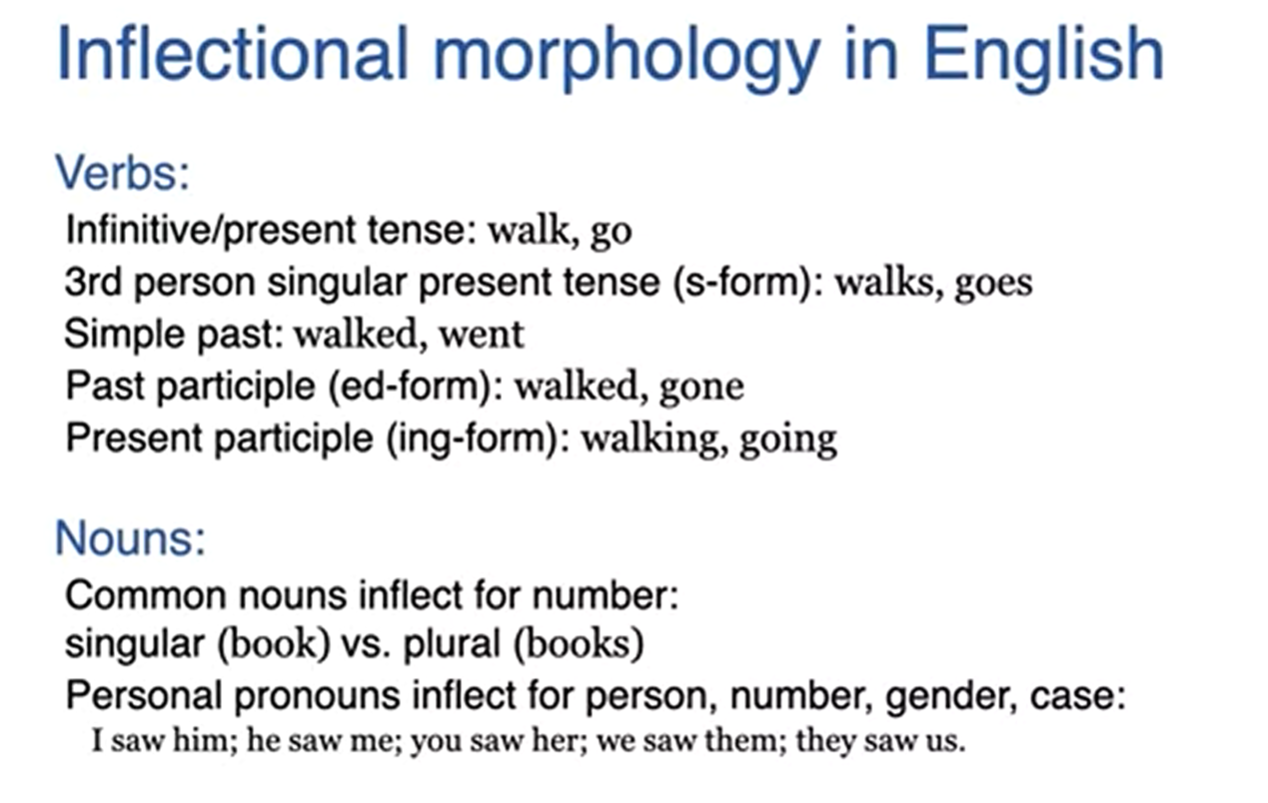 Inflectional morphology in English
Verbs:
Infinitive/present tense: walk, go
3rd person singular present tense (s-form): walks, goes
Simple past: walked, went
Past participle (ed-form): walked, gone
Present participle (ing-form): walking, going
Nouns:
Common nouns inflect for number:
singular (book) vs. plural (books)
Personal pronouns inflect for person, number, gender, case:
I saw him; he saw me; you saw her; we saw them; they saw us.